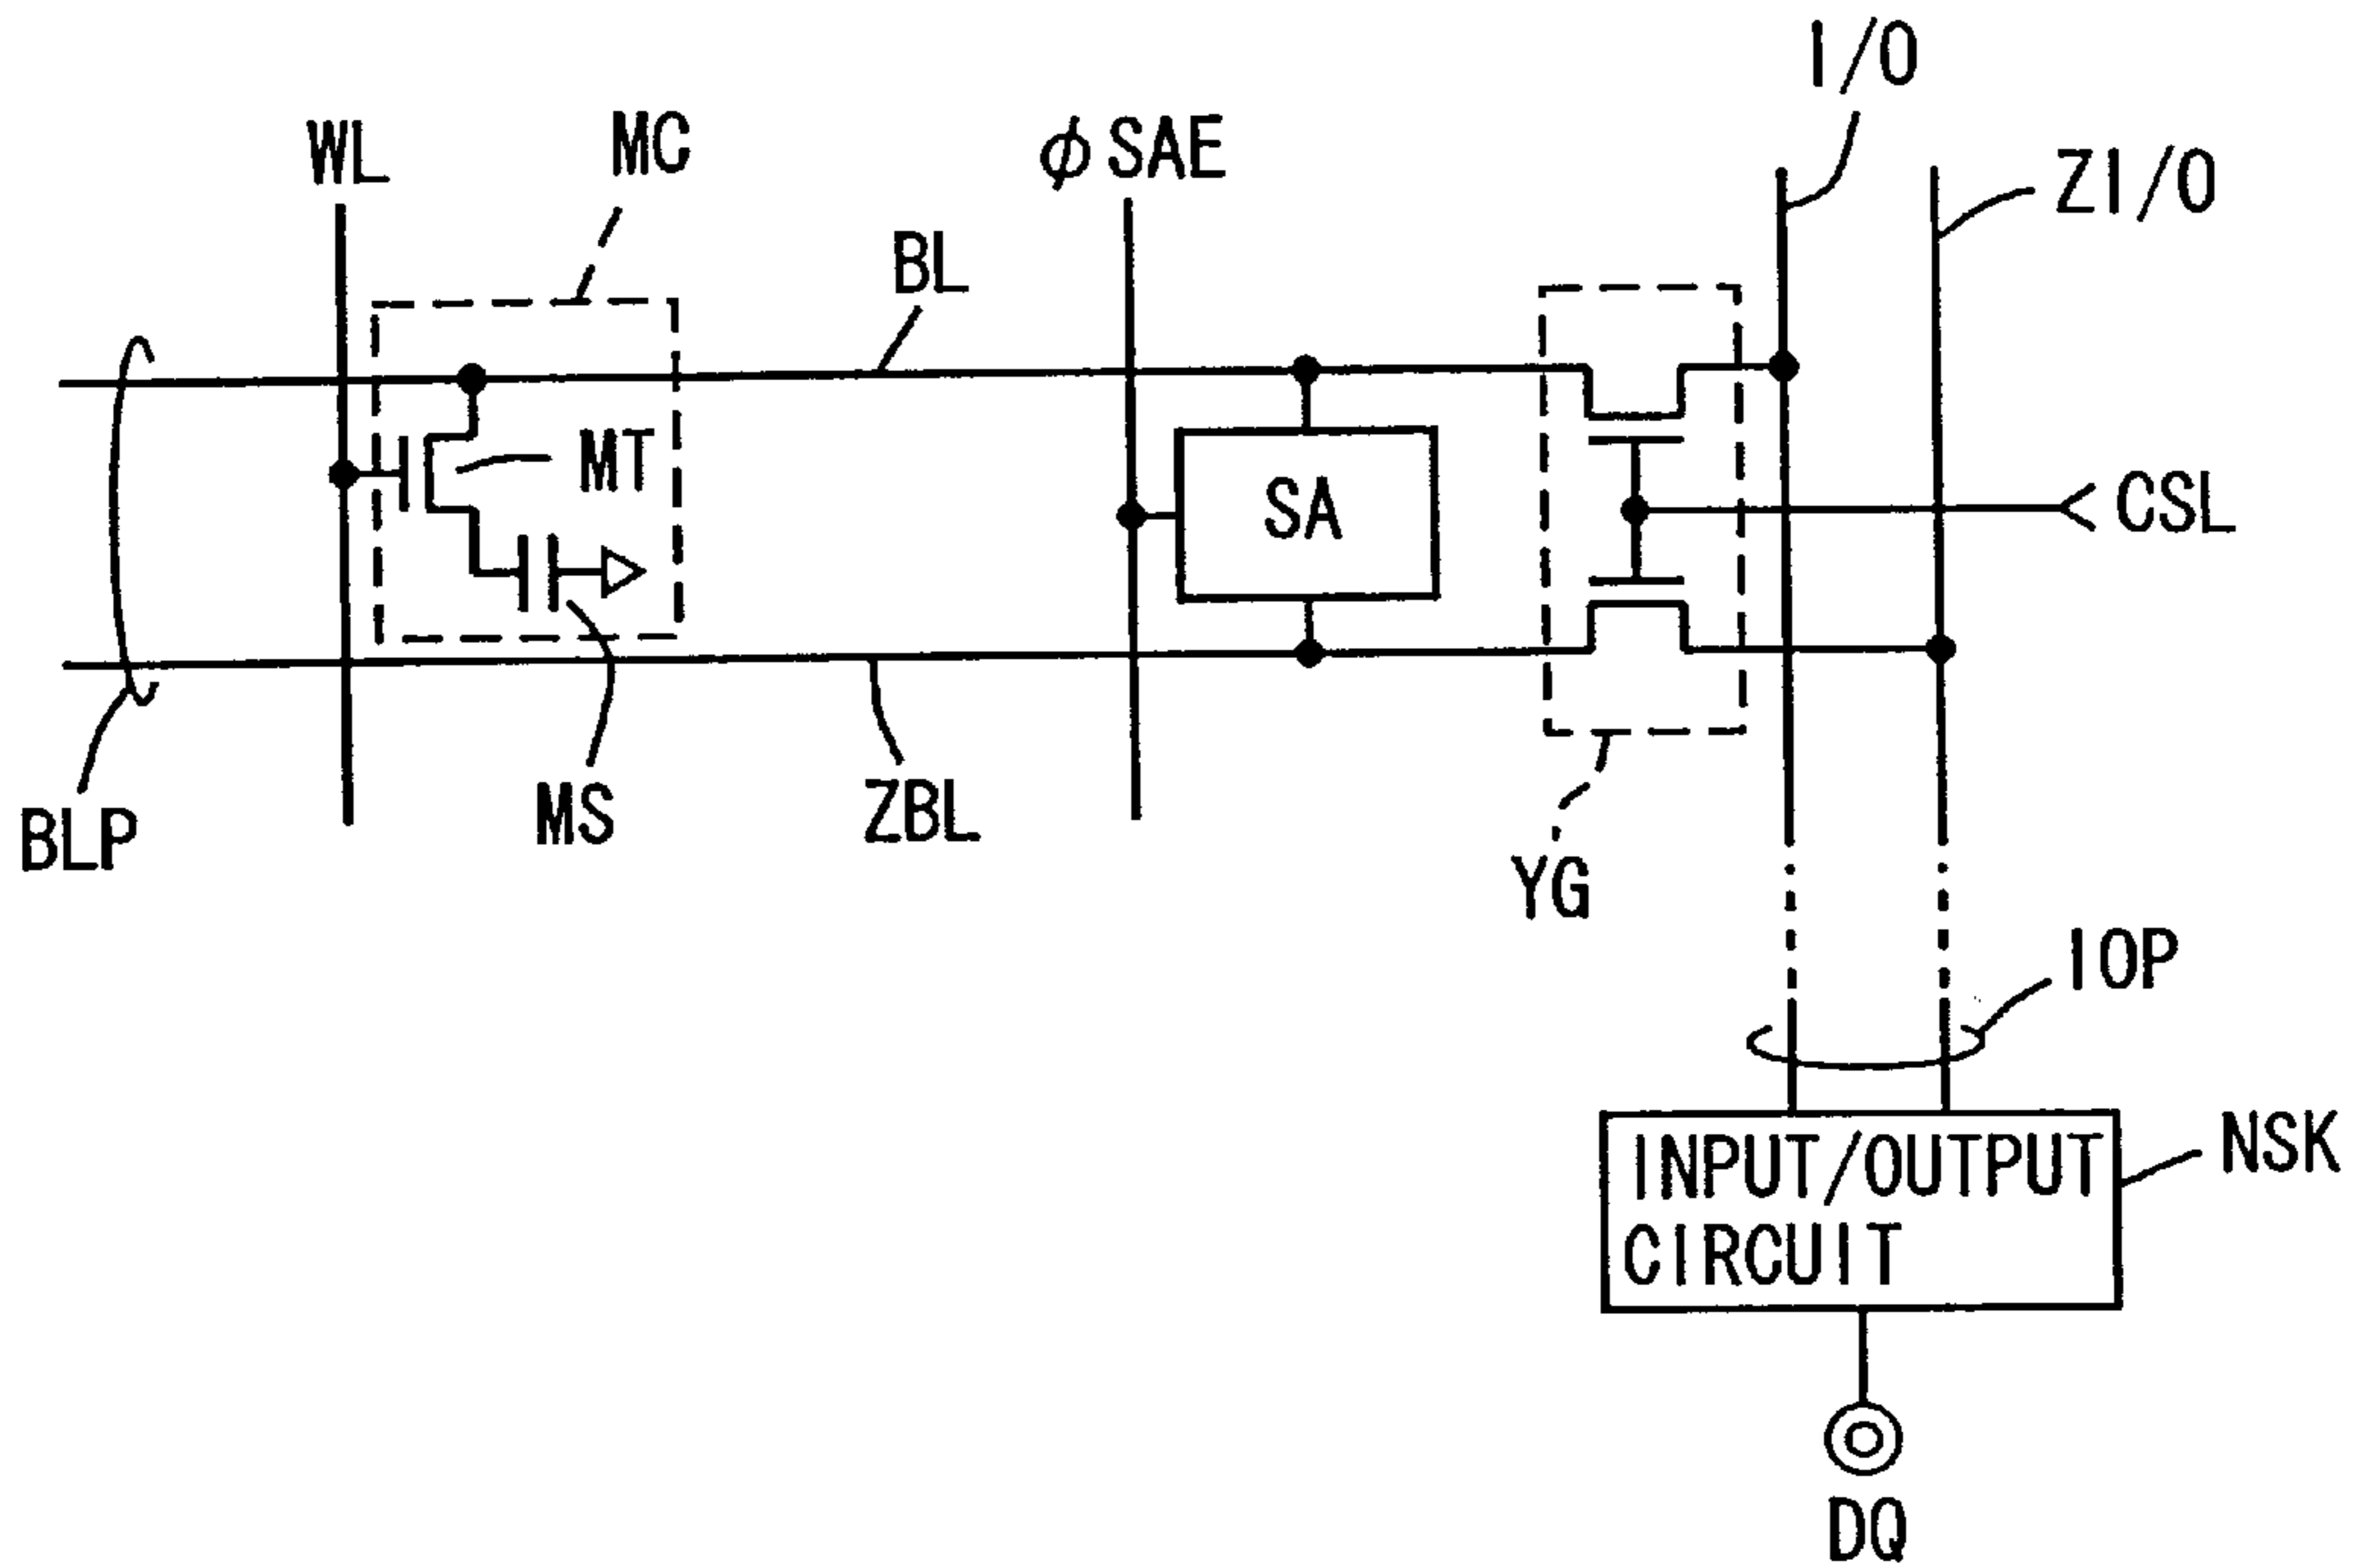 I/O
WL
MC
φSAE
ZI/O
BL
MT
SA
CSL
BLP
MS
ZBL
YG
IOP
INPUT/OUTPUT
CIRCUIT
NSK
DQ